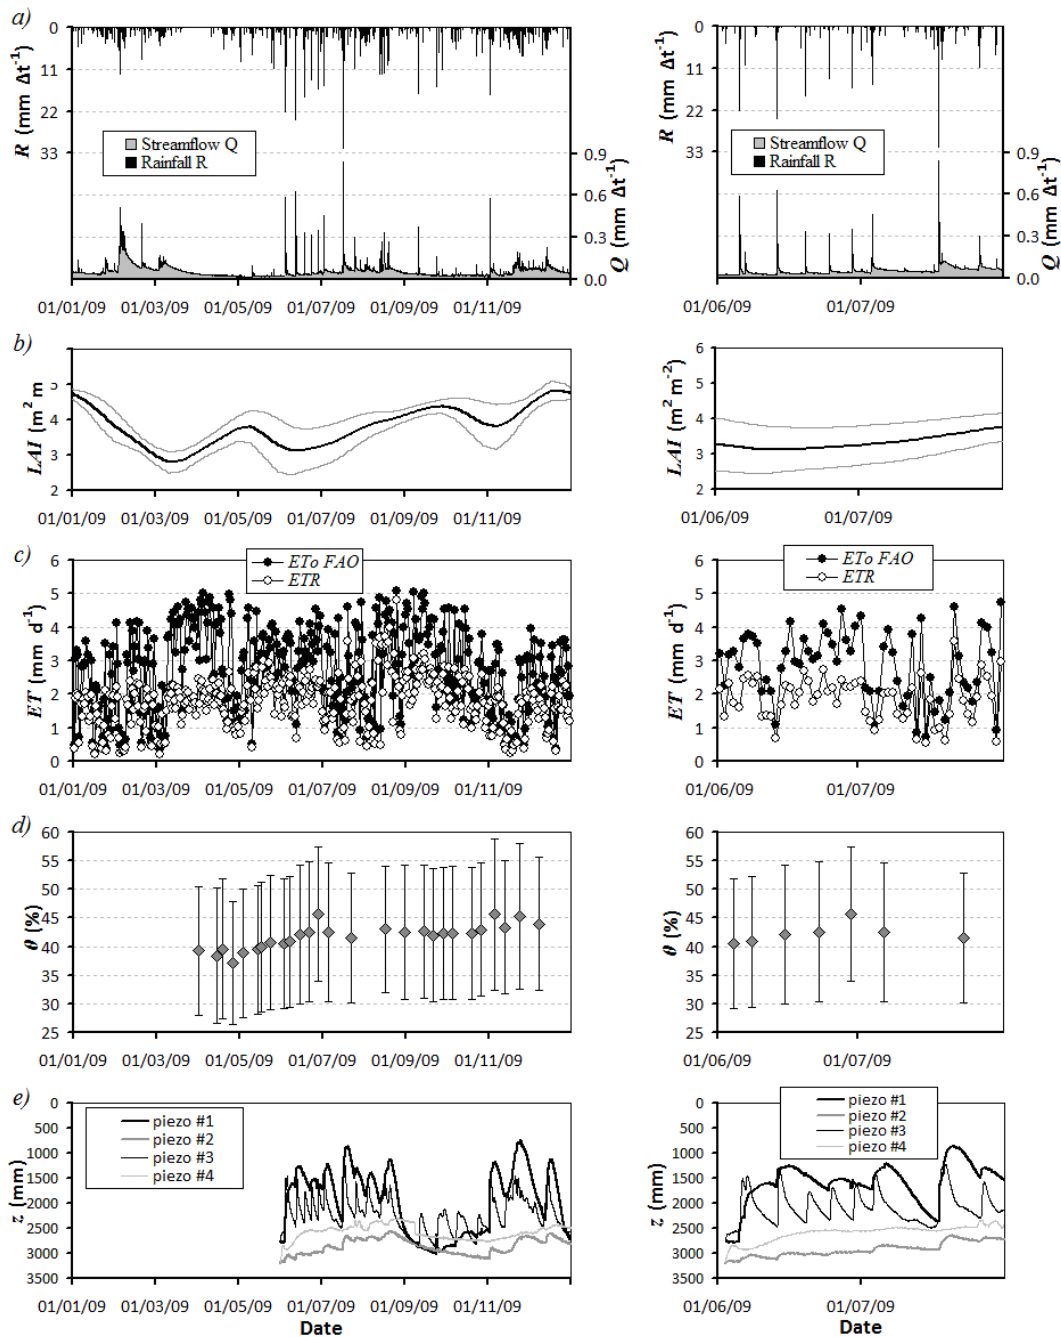 a)
0
11
22
33
R (mm Δt-1)
Streamflow Q
Rainfall R
0.9
0.6
0.3
0.0
Q (mm Δt-1)
01/01/09 01/03/09 01/05/09 01/07/09 01/09/09 01/11/09
0
11
22
33
R (mm Δt-1)
Streamflow Q
Rainfall R
0.9
0.6
0.3
0.0
Q (mm Δt-1)
01/06/09 01/07/09
b)
5
4
3
2
LAI (m2 m
01/01/09 01/03/09 01/05/09 01/07/09 01/09/09 01/11/09
6
5
4
3
2
LAI (m2 m-2)
01/06/09 01/07/09
c)
6
5
4
3
2
1
0
ET (mm d-1)
ETo FAO
ETR
01/01/09 01/03/09 01/05/09 01/07/09 01/09/09 01/11/09
6
5
4
3
2
1
0
ET (mm d-1)
ETo FAO
ETR
01/06/09 01/07/09
d)
60
55
50
45
40
35
30
25
θ (%)
01/01/09 01/03/09 01/05/09 01/07/09 01/09/09 01/11/09
60
55
50
45
40
35
30
25
θ (%)
01/06/09 01/07/09
e)
0
500
1000
1500
2000
2500
3000
3500
z (mm)
piezo #1
piezo #2
piezo #3
piezo #4
01/01/09 01/03/09 01/05/09 01/07/09 01/09/09 01/11/09
Date
0
500
1000
1500
2000
2500
3000
3500
z (mm)
piezo #1
piezo #2
piezo #3
piezo #4
01/06/09 01/07/09
Date